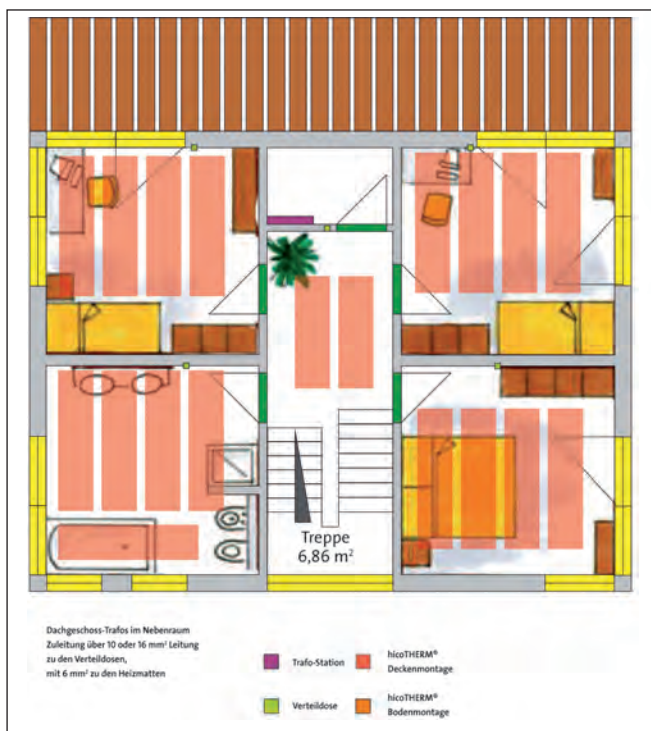 Treppe
6,86 m²
Dachgeschoss-Trafos im Nebenraum
Zuleitung über 10 oder 16 mm² Leitung
zu den Verteildosen,
mit 6 mm² zu den Heizmatten
Trafo-Station
hicoTHERM®
Deckenmontage
Verteildose
hicoTHERM®
Bodenmontage